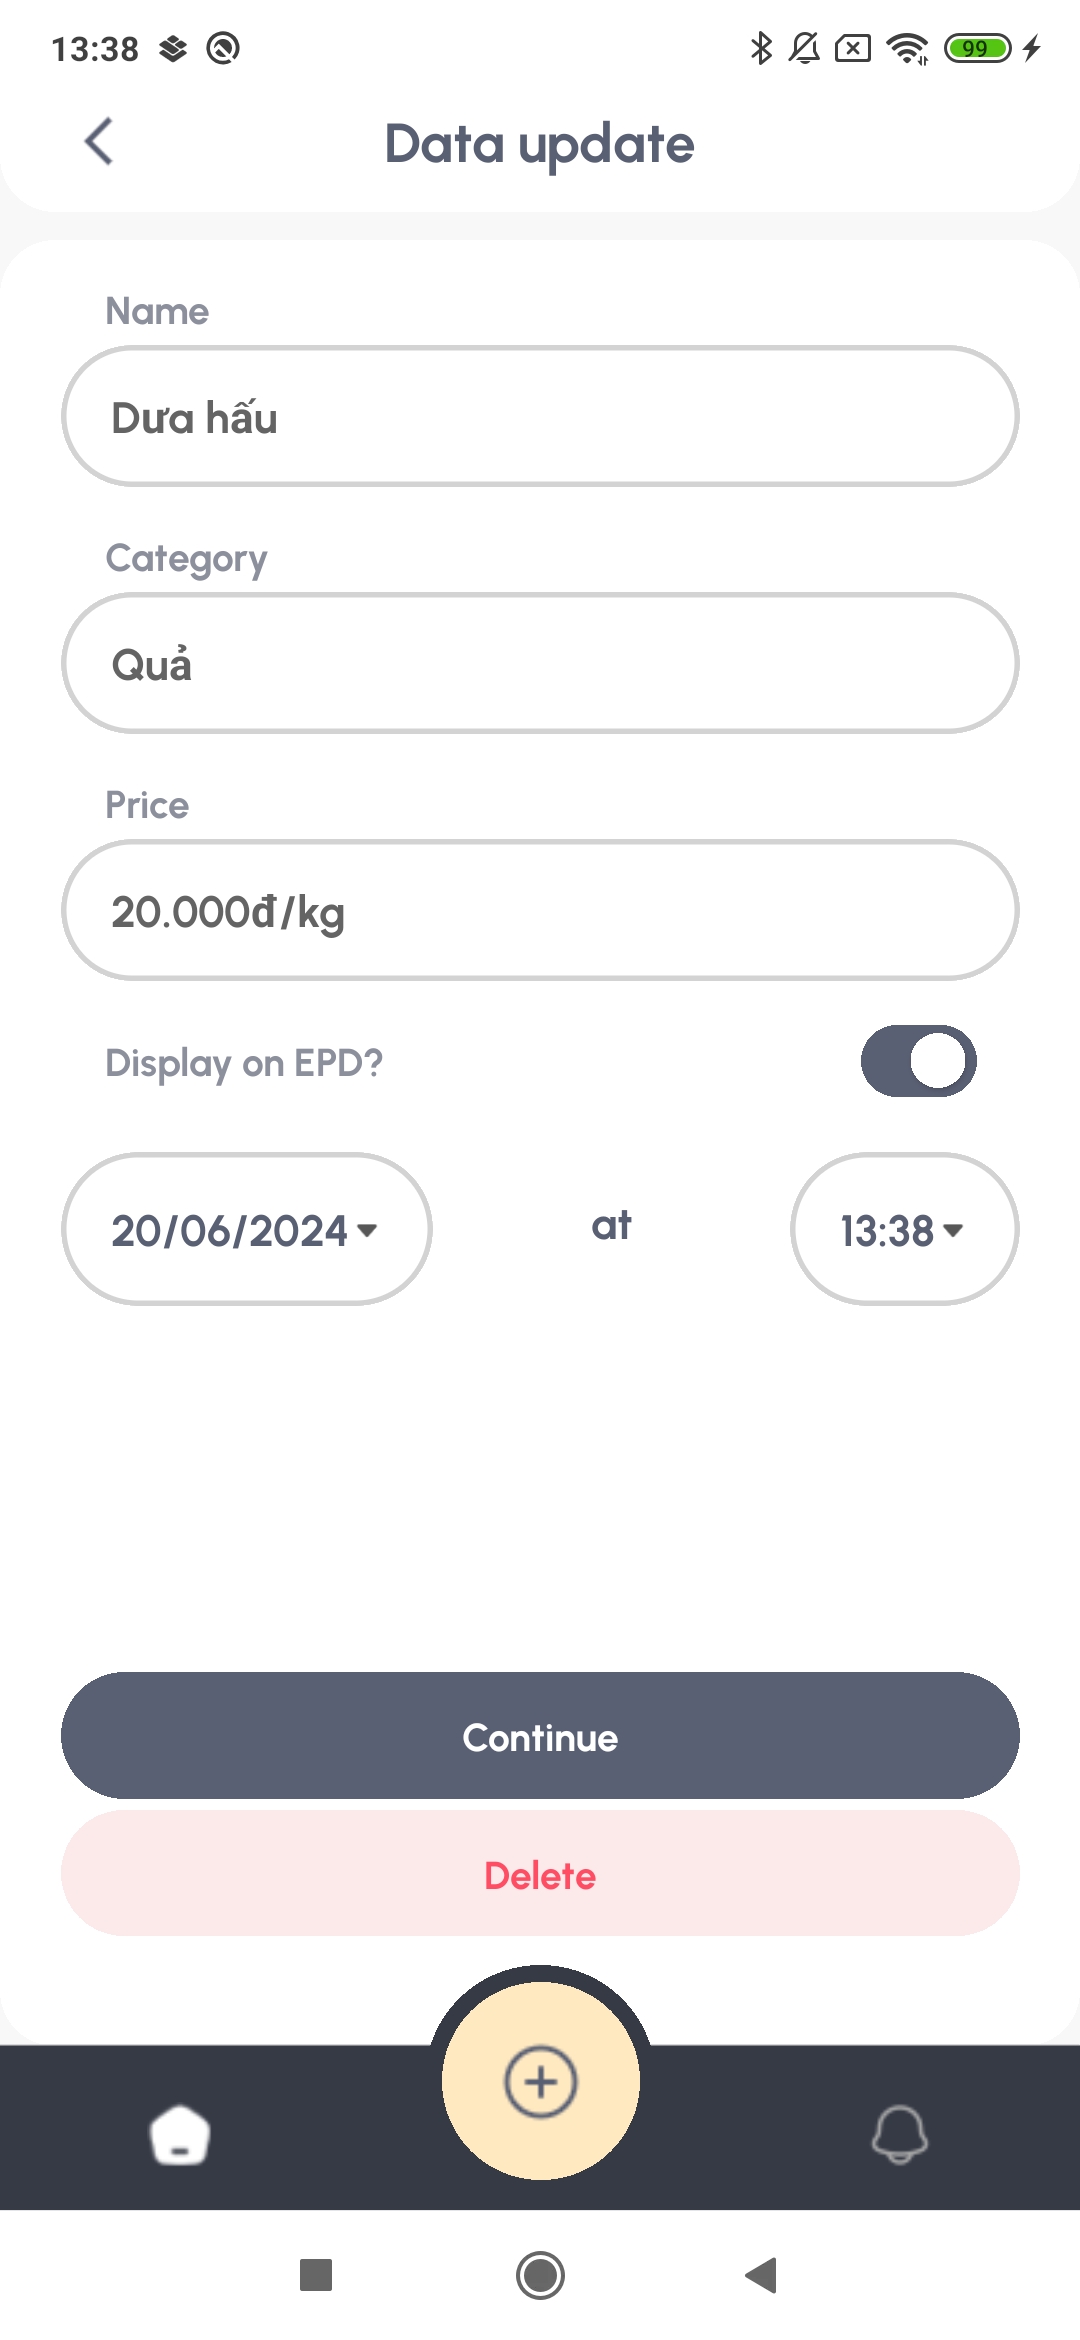 13:38
99
Data update
Name
Dưa hấu
Category
Quả
Price
20.000đ/kg
Display on EPD?
20/06/2024 at 13:38
Continue
Delete